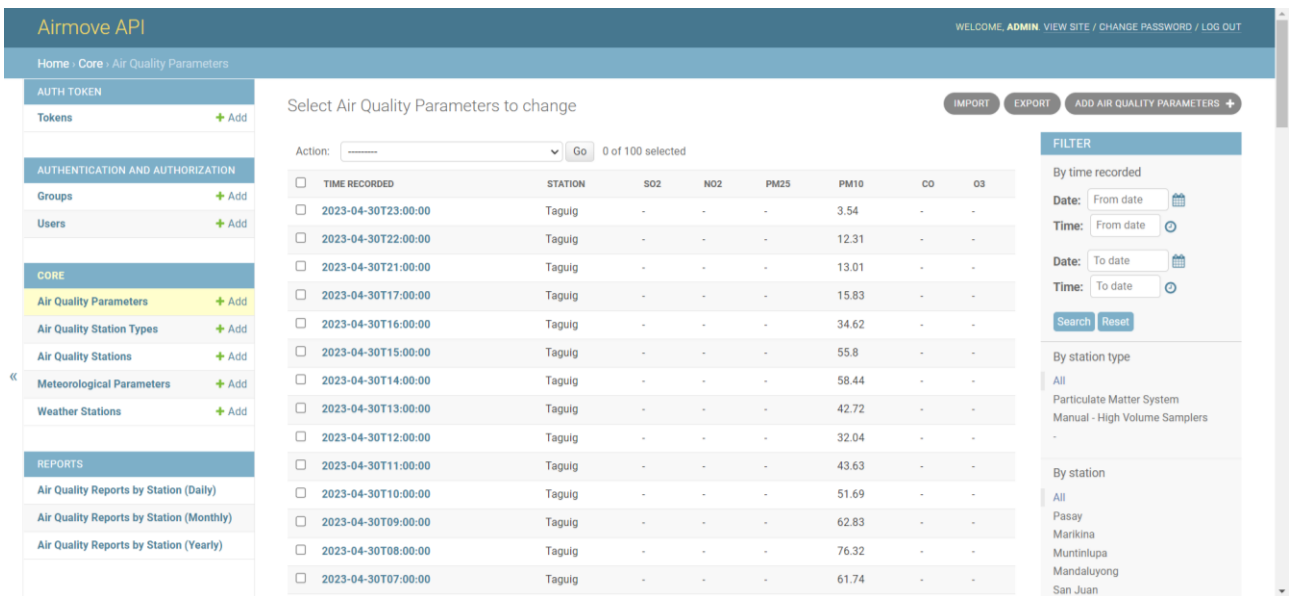 Airmove API
WELCOME, ADMIN. VIEW SITE / CHANGE PASSWORD / LOG OUT
Home › Core › Air Quality Parameters
AUTH TOKEN
Tokens + Add
AUTHENTICATION AND AUTHORIZATION
Groups + Add
Users + Add
CORE
Air Quality Parameters + Add
Air Quality Station Types + Add
Air Quality Stations + Add
Meteorological Parameters + Add
Weather Stations + Add
REPORTS
Air Quality Reports by Station (Daily)
Air Quality Reports by Station (Monthly)
Air Quality Reports by Station (Yearly)
«
Select Air Quality Parameters to change
IMPORT EXPORT ADD AIR QUALITY PARAMETERS +
Action: --------- Go 0 of 100 selected
TIME RECORDED STATION SO2 NO2 PM25 PM10 CO O3
2023-04-30T23:00:00 Taguig - - - 3.54 - -
2023-04-30T22:00:00 Taguig - - - 12.31 - -
2023-04-30T21:00:00 Taguig - - - 13.01 - -
2023-04-30T17:00:00 Taguig - - - 15.83 - -
2023-04-30T16:00:00 Taguig - - - 34.62 - -
2023-04-30T15:00:00 Taguig - - - 55.8 - -
2023-04-30T14:00:00 Taguig - - - 58.44 - -
2023-04-30T13:00:00 Taguig - - - 42.72 - -
2023-04-30T12:00:00 Taguig - - - 32.04 - -
2023-04-30T11:00:00 Taguig - - - 43.63 - -
2023-04-30T10:00:00 Taguig - - - 51.69 - -
2023-04-30T09:00:00 Taguig - - - 62.83 - -
2023-04-30T08:00:00 Taguig - - - 76.32 - -
2023-04-30T07:00:00 Taguig - - - 61.74 - -
FILTER
By time recorded
Date: From date
Time: From date
Date: To date
Time: To date
Search Reset
By station type
All
Particulate Matter System
Manual - High Volume Samplers
-
By station
All
Pasay
Marikina
Muntinlupa
Mandaluyong
San Juan